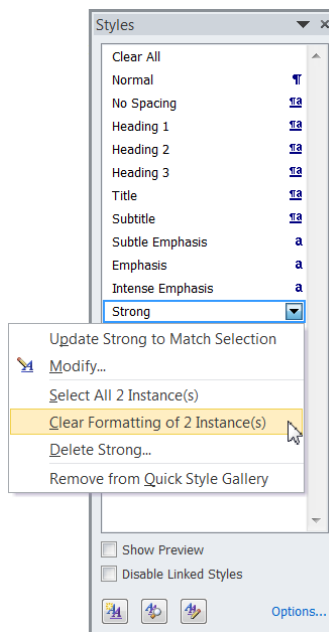 Styles
Clear All
Normal ¶
No Spacing ¶a
Heading 1 ¶a
Heading 2 ¶a
Heading 3 ¶a
Title ¶a
Subtitle ¶a
Subtle Emphasis a
Emphasis a
Intense Emphasis a
Strong
Update Strong to Match Selection
Modify...
Select All 2 Instance(s)
Clear Formatting of 2 Instance(s)
Delete Strong...
Remove from Quick Style Gallery
Show Preview
Disable Linked Styles
Options...